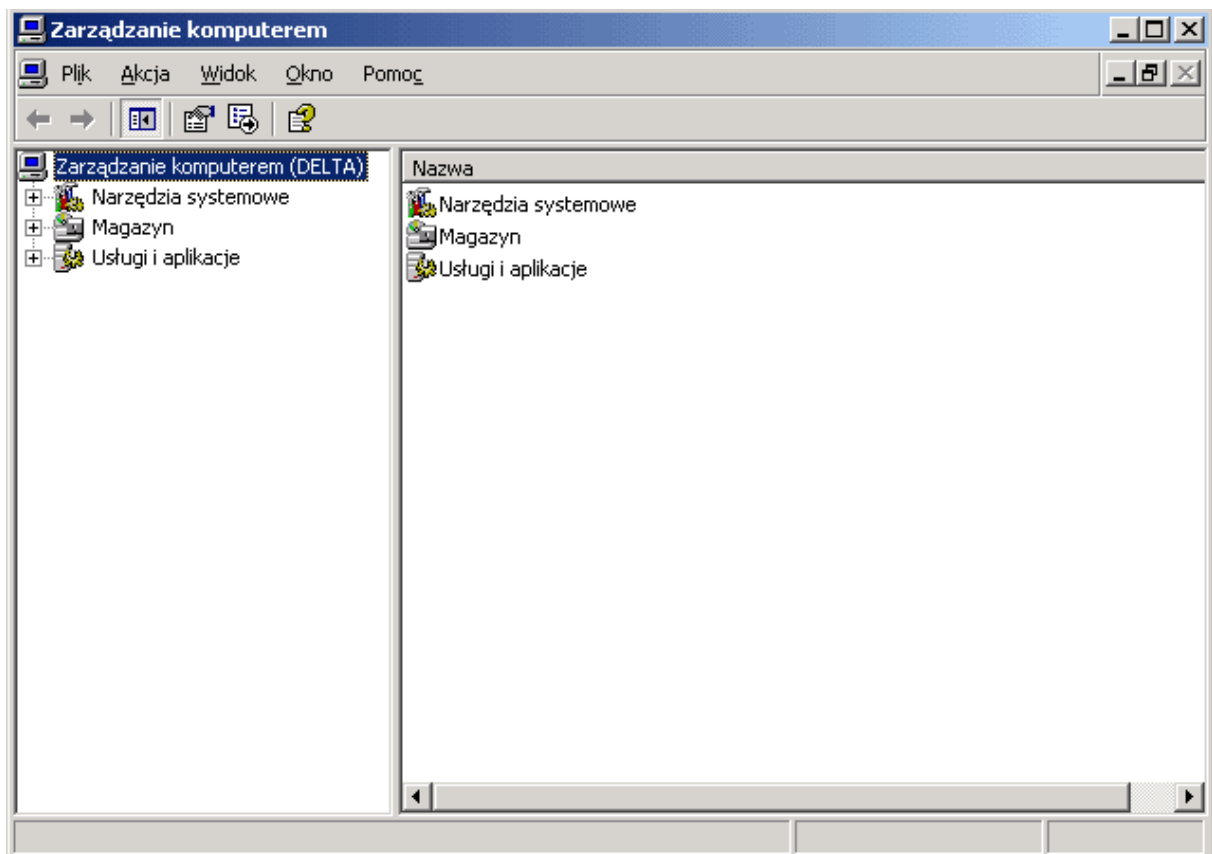 Zarządzanie komputerem
Plik Akcja Widok Okno Pomoc
Zarządzanie komputerem (DELTA)
Narzędzia systemowe
Magazyn
Usługi i aplikacje
Nazwa
Narzędzia systemowe
Magazyn
Usługi i aplikacje